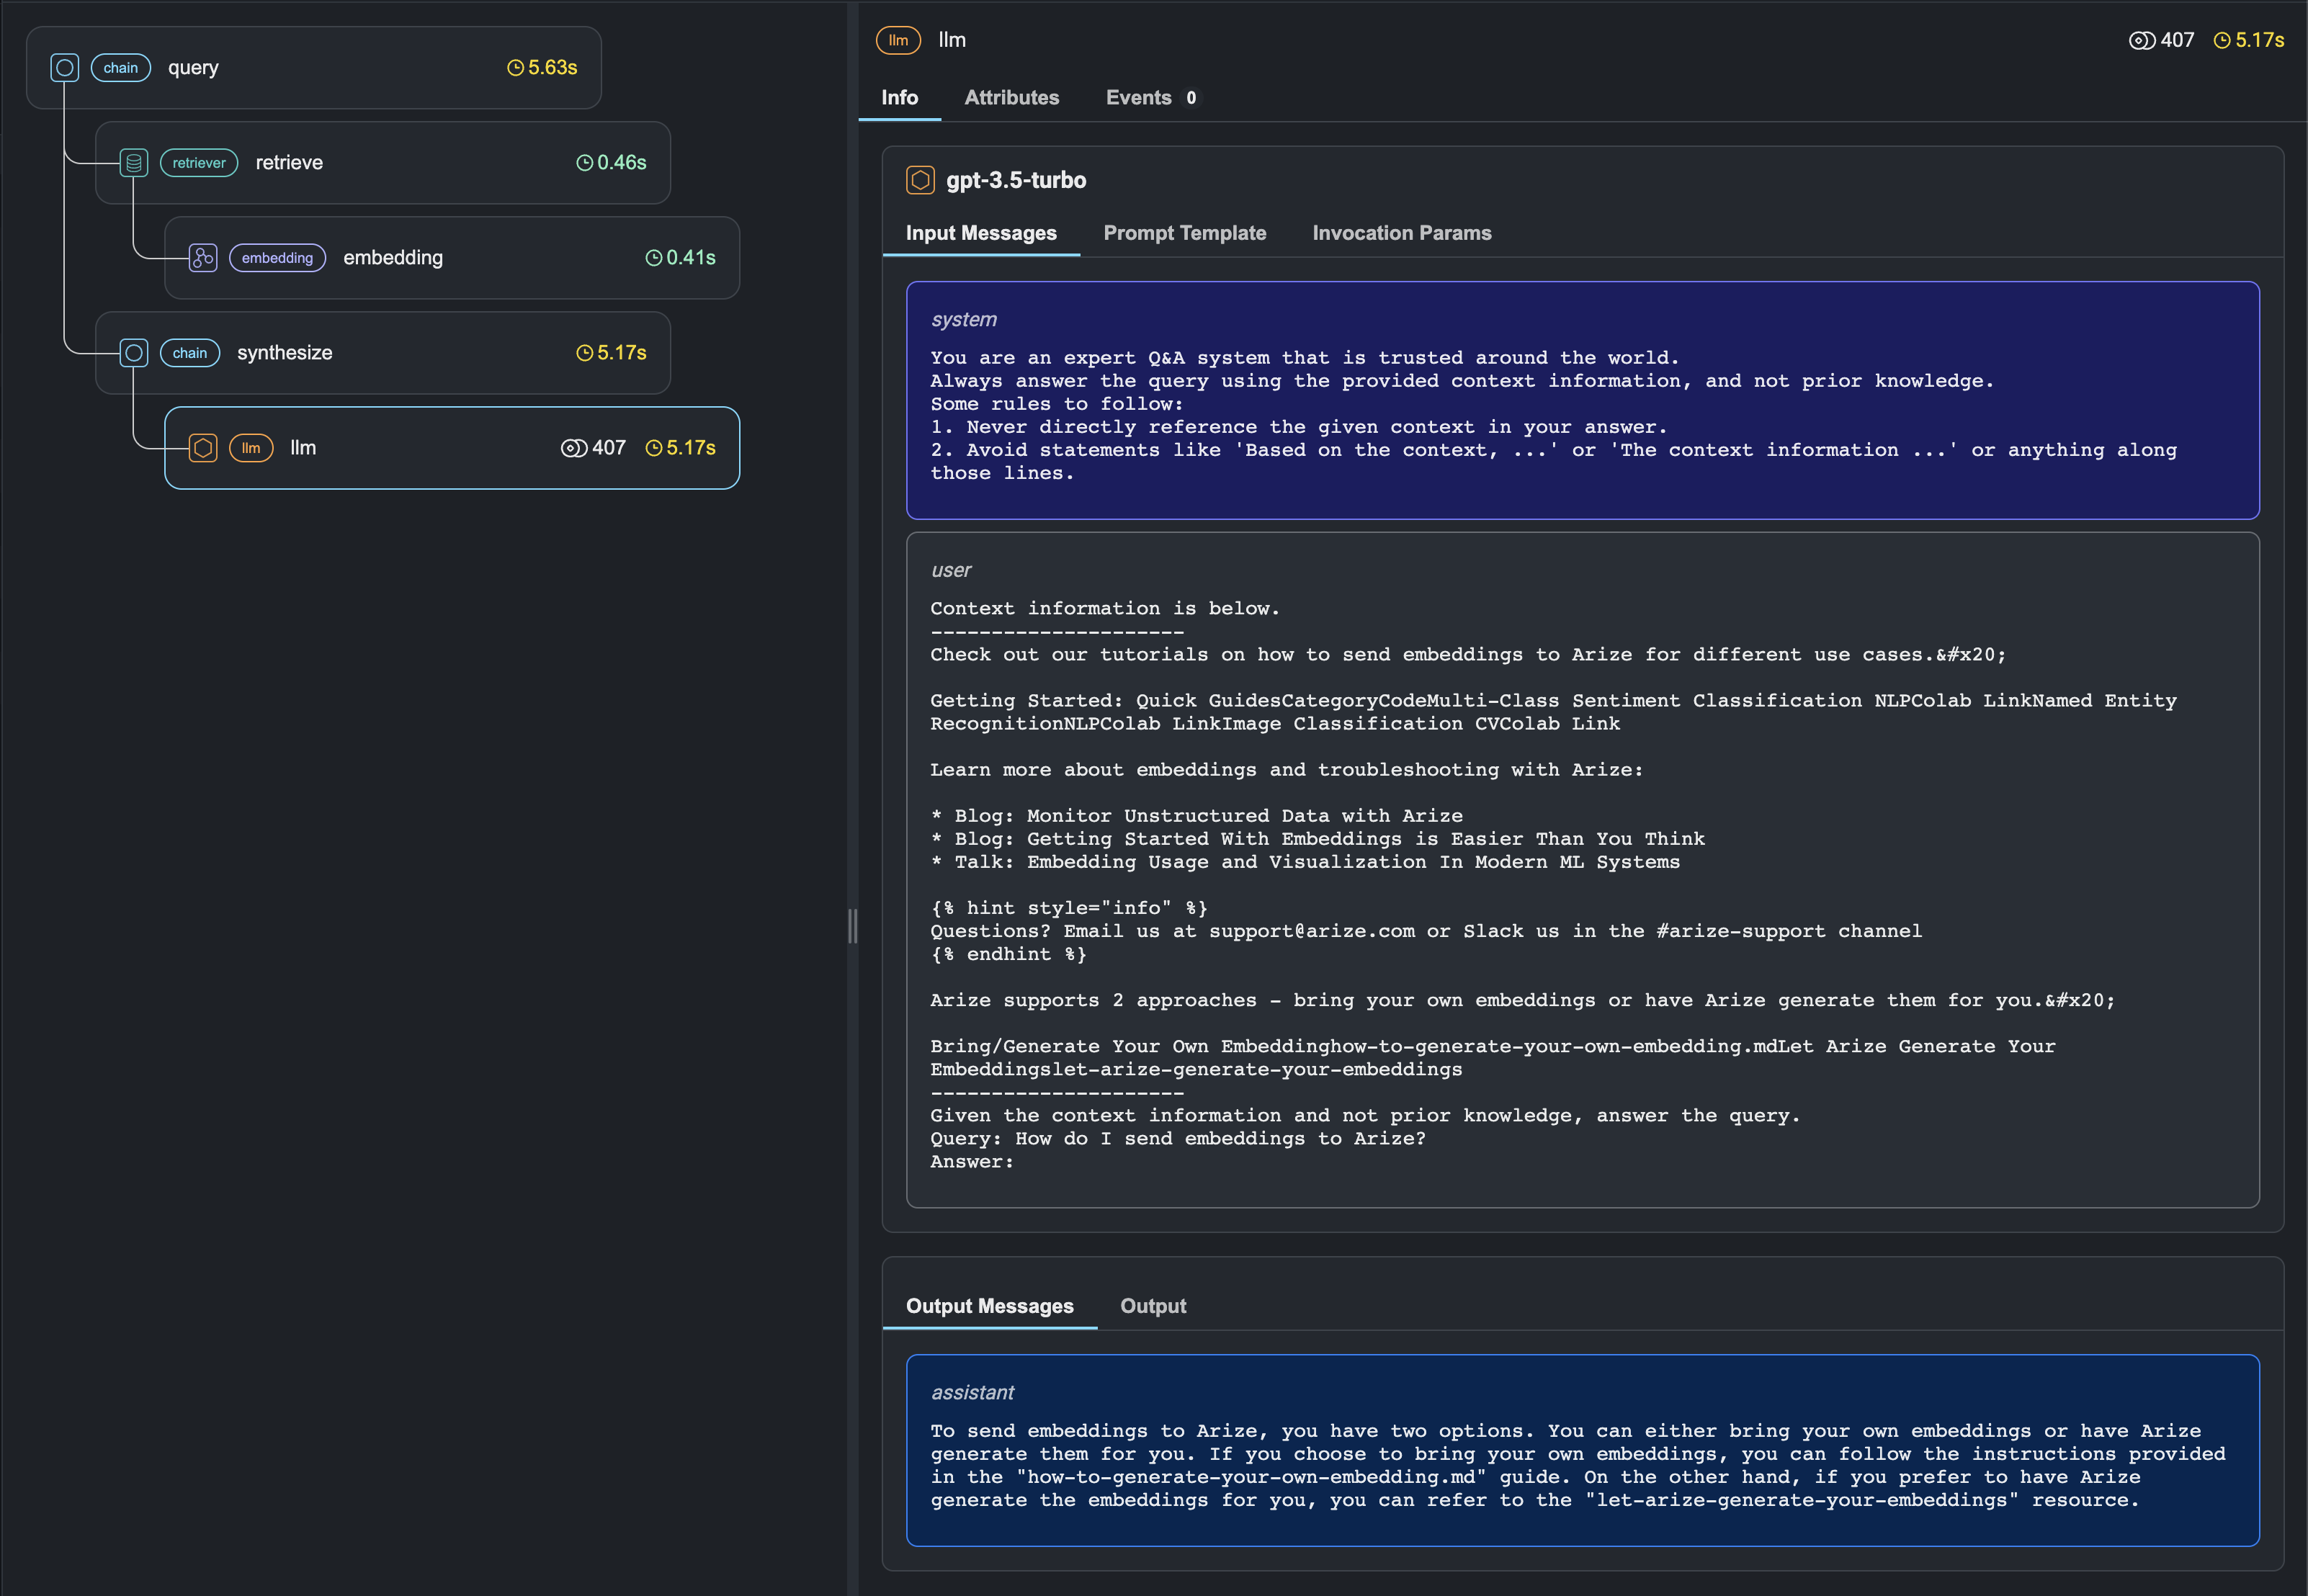 chain query 5.63s
retriever retrieve 0.46s
embedding embedding 0.41s
chain synthesize 5.17s
llm llm 407 5.17s
llm llm 407 5.17s
Info Attributes Events 0
gpt-3.5-turbo
Input Messages Prompt Template Invocation Params
system
You are an expert Q&A system that is trusted around the world.
Always answer the query using the provided context information, and not prior knowledge.
Some rules to follow:
1. Never directly reference the given context in your answer.
2. Avoid statements like 'Based on the context, ...' or 'The context information ...' or anything along
those lines.
user
Context information is below.
---------------------
Check out our tutorials on how to send embeddings to Arize for different use cases.&#x20;
Getting Started: Quick GuidesCategoryCodeMulti-Class Sentiment Classification NLPColab LinkNamed Entity
RecognitionNLPColab LinkImage Classification CVColab Link
Learn more about embeddings and troubleshooting with Arize:
* Blog: Monitor Unstructured Data with Arize
* Blog: Getting Started With Embeddings is Easier Than You Think
* Talk: Embedding Usage and Visualization In Modern ML Systems
{% hint style="info" %}
Questions? Email us at support@arize.com or Slack us in the #arize-support channel
{% endhint %}
Arize supports 2 approaches - bring your own embeddings or have Arize generate them for you.&#x20;
Bring/Generate Your Own Embeddinghow-to-generate-your-own-embedding.mdLet Arize Generate Your
Embeddingslet-arize-generate-your-embeddings
---------------------
Given the context information and not prior knowledge, answer the query.
Query: How do I send embeddings to Arize?
Answer:
Output Messages Output
assistant
To send embeddings to Arize, you have two options. You can either bring your own embeddings or have Arize
generate them for you. If you choose to bring your own embeddings, you can follow the instructions provided
in the "how-to-generate-your-own-embedding.md" guide. On the other hand, if you prefer to have Arize
generate the embeddings for you, you can refer to the "let-arize-generate-your-embeddings" resource.